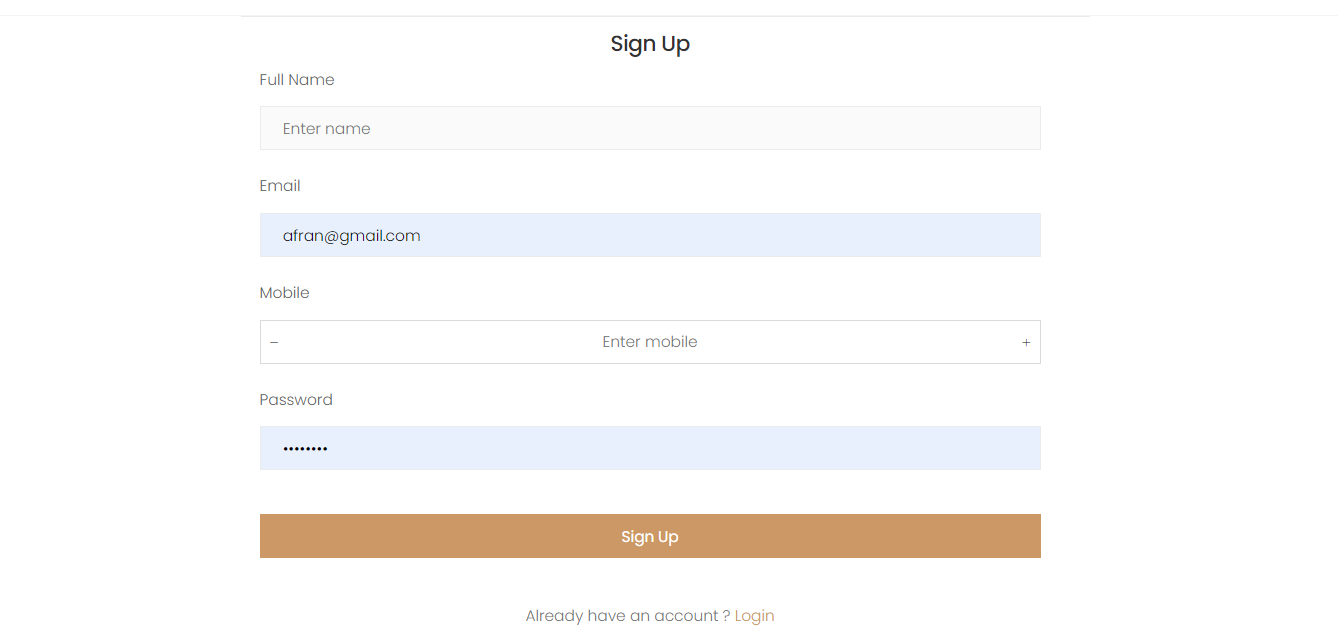 Sign Up
Full Name
Enter name
Email
afran@gmail.com
Mobile
– Enter mobile +
Password
••••••••
Sign Up
Already have an account ? Login